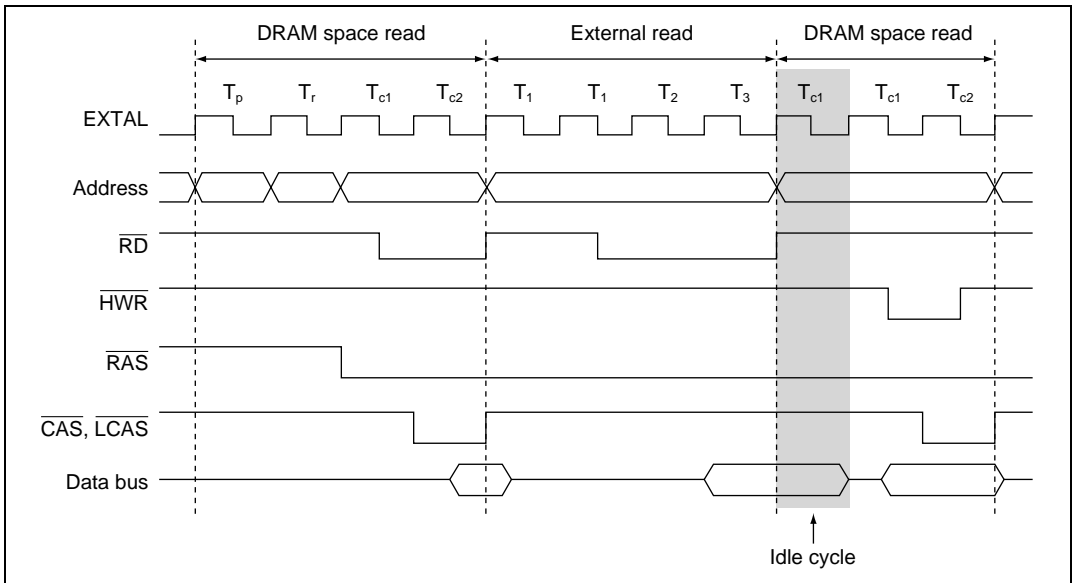 DRAM space read External read DRAM space read
Tp Tr Tc1 Tc2 T1 T1 T2 T3 Tc1 Tc1 Tc2
EXTAL
Address
RD
HWR
RAS
CAS, LCAS
Data bus
Idle cycle